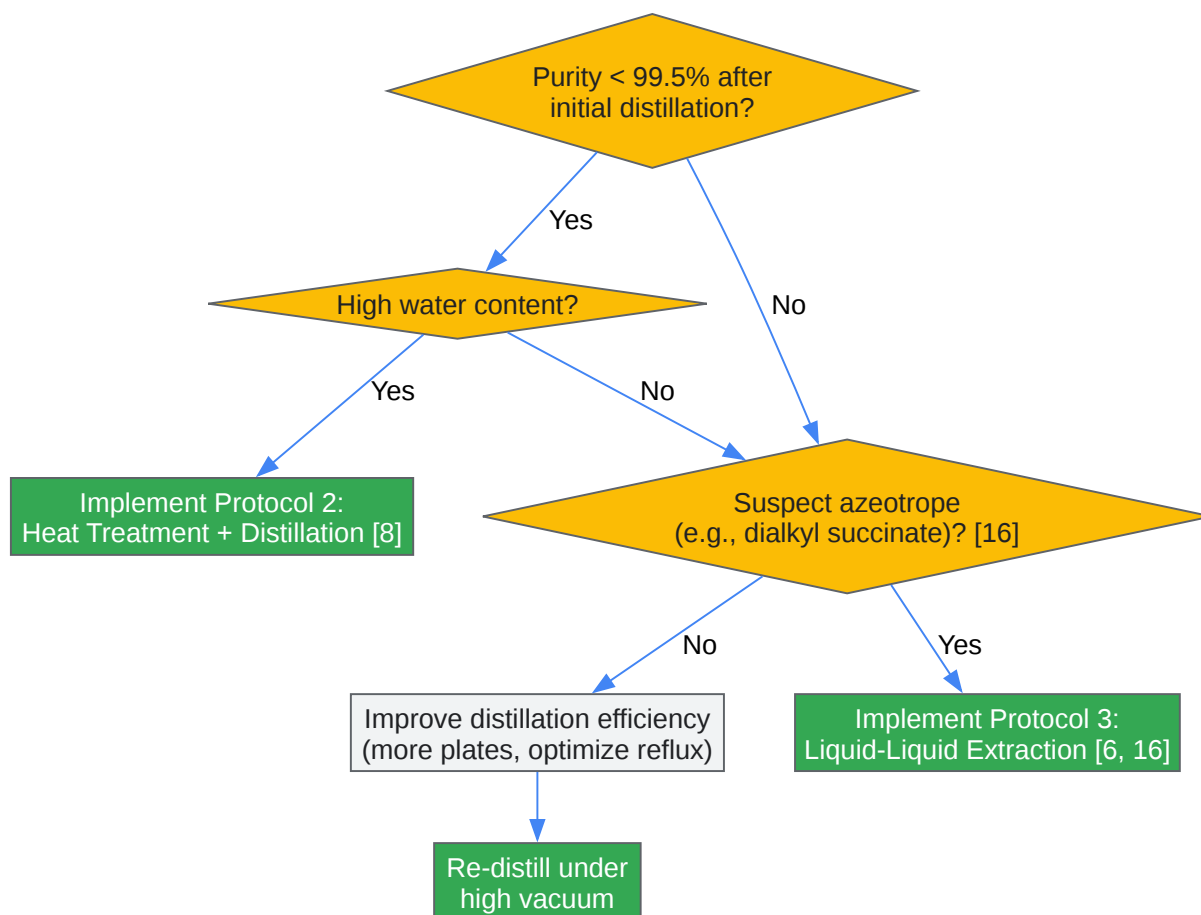 Purity < 99.5% after
initial distillation?
Yes
No
High water content?
Yes
No
Implement Protocol 2:
Heat Treatment + Distillation [8]
Suspect azeotrope
(e.g., dialkyl succinate)? [16]
No
Yes
Improve distillation efficiency
(more plates, optimize reflux)
Implement Protocol 3:
Liquid-Liquid Extraction [6, 16]
Re-distill under
high vacuum